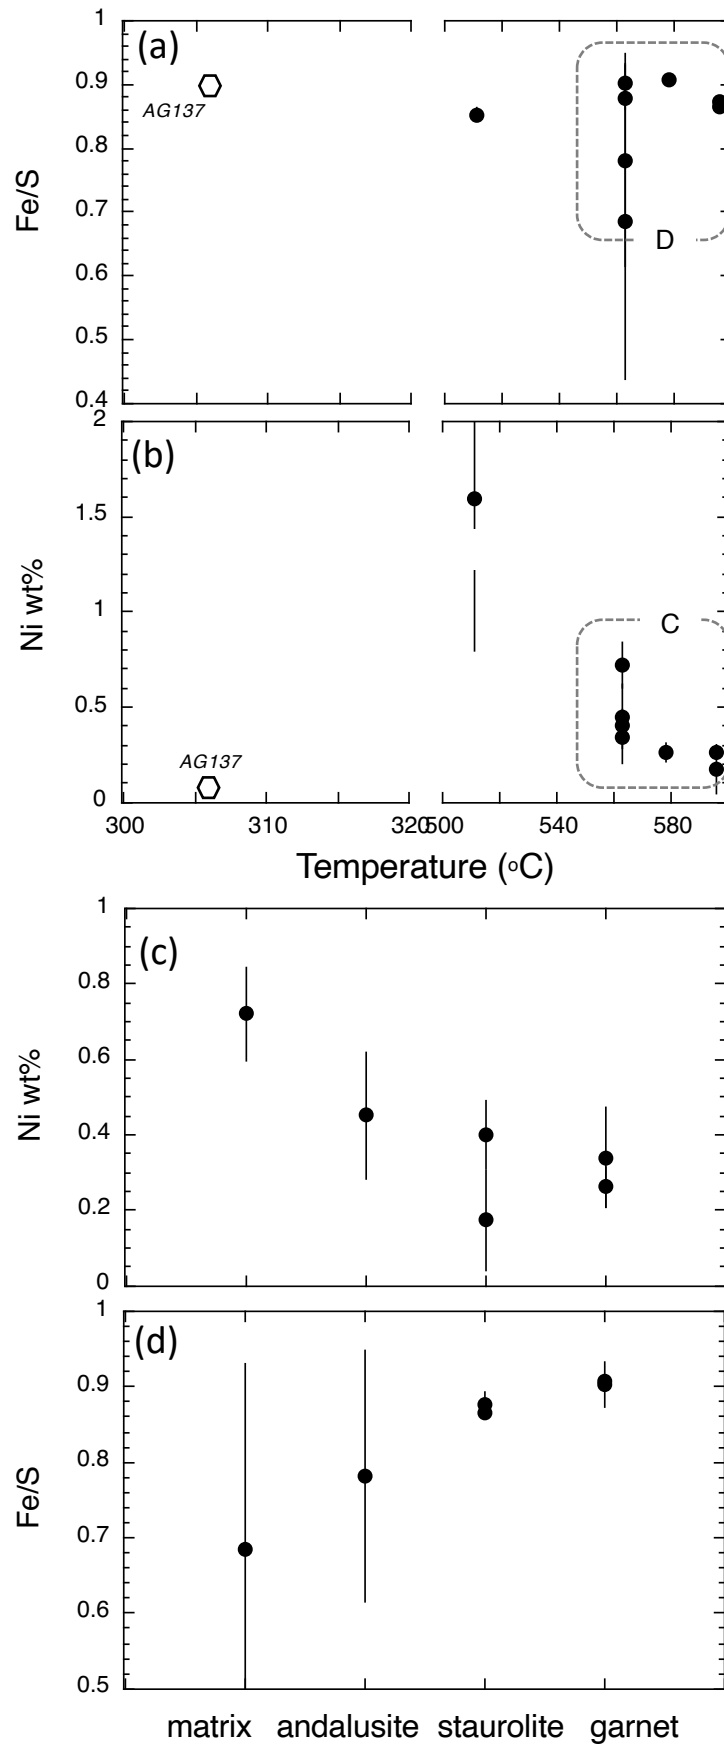 (a)
1
0.9
0.8
0.7
0.6
0.5
0.4
Fe/S
AG137
D
(b)
2
1.5
1
0.5
0
Ni wt%
AG137
C
300 310 320 500 540 580
Temperature (oC)
(c)
1
0.8
0.6
0.4
0.2
0
Ni wt%
(d)
1
0.9
0.8
0.7
0.6
0.5
Fe/S
matrix andalusite staurolite garnet